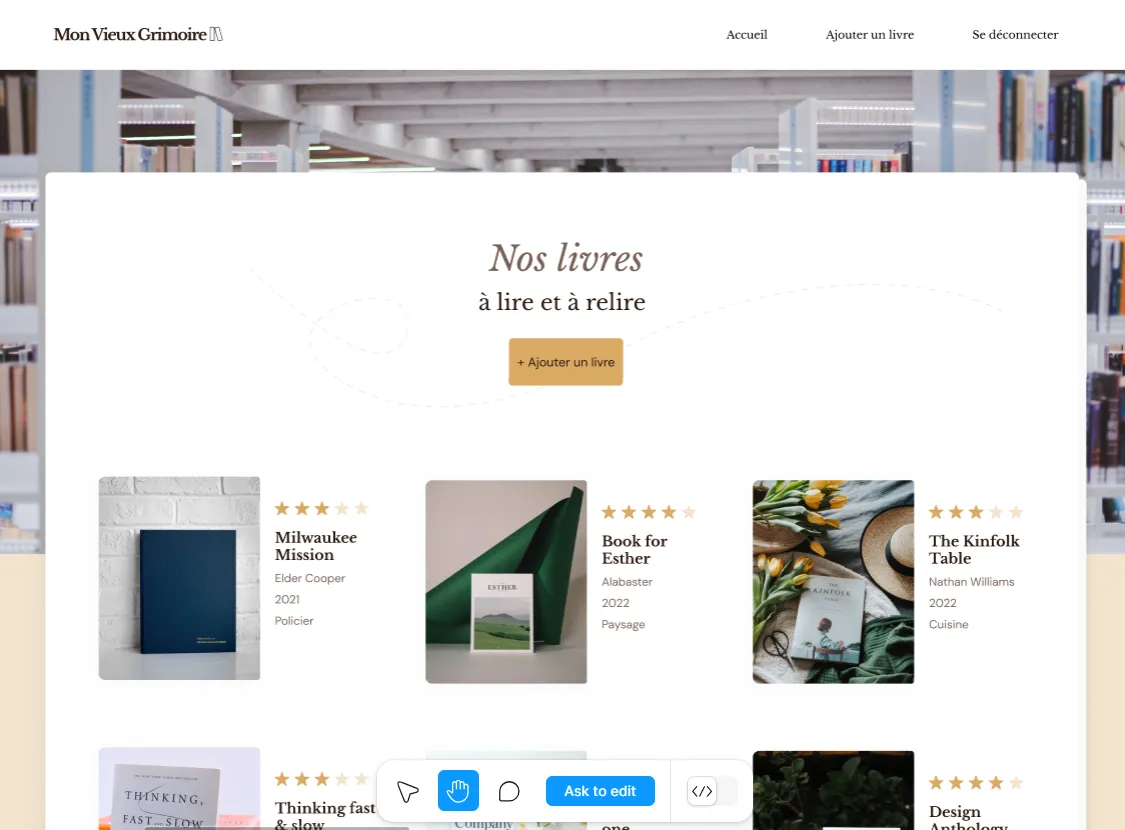 Mon Vieux Grimoire
Accueil
Ajouter un livre
Se déconnecter
Nos livres
à lire et à relire
+ Ajouter un livre
Milwaukee
Mission
Elder Cooper
2021
Policier
ESTHER
Book for
Esther
Alabaster
2022
Paysage
THE
KINFOLK
TABLE
The Kinfolk
Table
Nathan Williams
2022
Cuisine
THINKING,
FAST AND SLOW
Thinking fast
& slow
Company
one
Design
Anthology
Ask to edit
</>